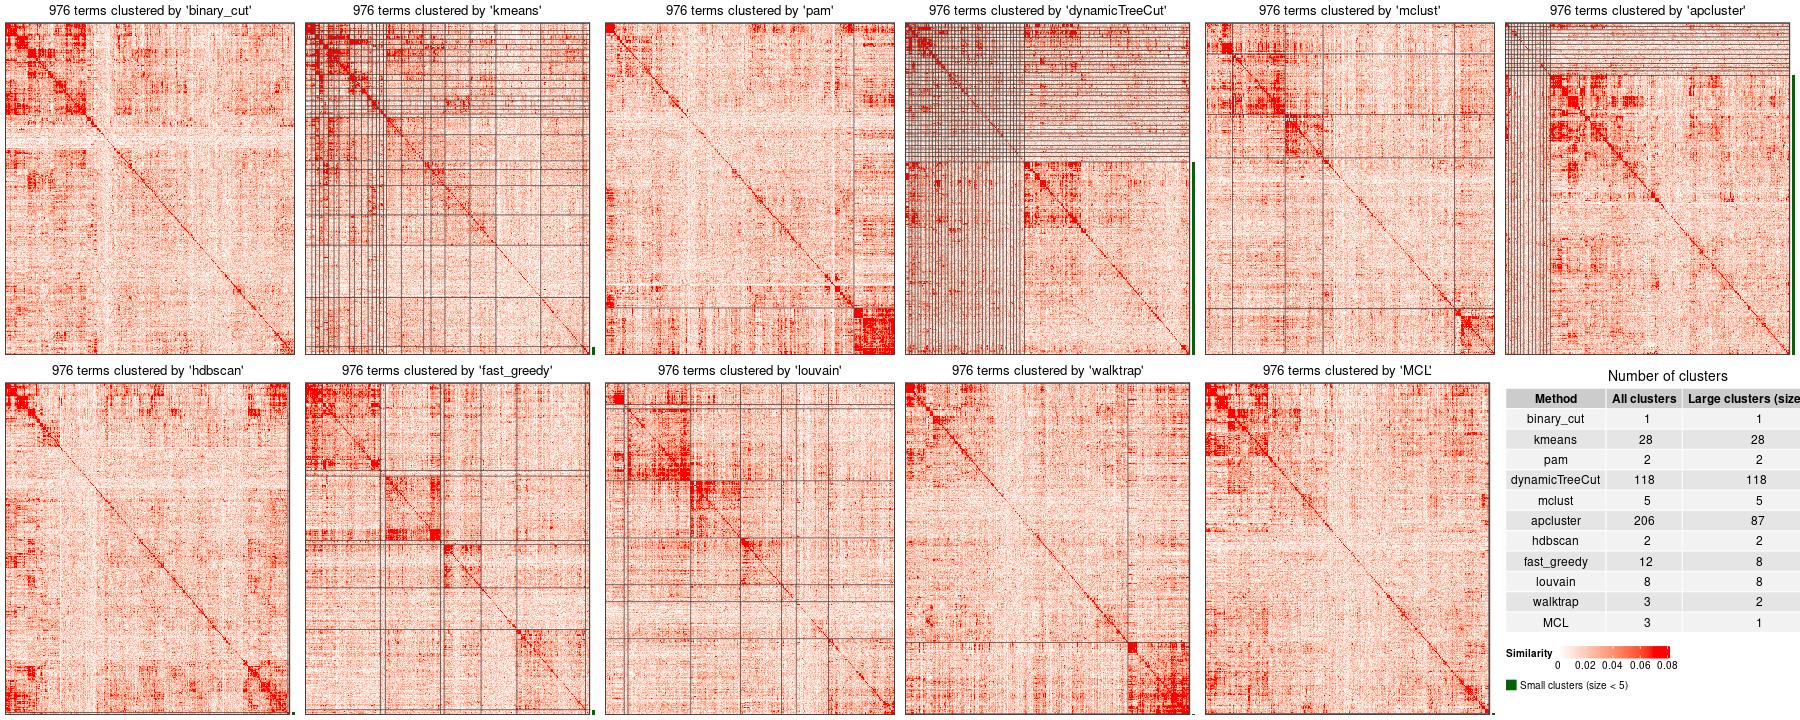 976 terms clustered by 'binary_cut'
976 terms clustered by 'kmeans'
976 terms clustered by 'pam'
976 terms clustered by 'dynamicTreeCut'
976 terms clustered by 'mclust'
976 terms clustered by 'apcluster'
976 terms clustered by 'hdbscan'
976 terms clustered by 'fast_greedy'
976 terms clustered by 'louvain'
976 terms clustered by 'walktrap'
976 terms clustered by 'MCL'
Number of clusters
Method All clusters Large clusters (size
binary_cut 1 1
kmeans 28 28
pam 2 2
dynamicTreeCut 118 118
mclust 5 5
apcluster 206 87
hdbscan 2 2
fast_greedy 12 8
louvain 8 8
walktrap 3 2
MCL 3 1
Similarity
0 0.02 0.04 0.06 0.08
Small clusters (size < 5)